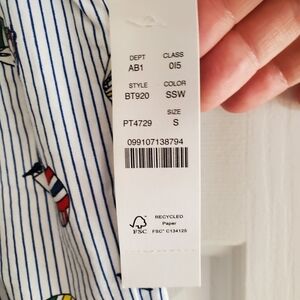 DEPT CLASS
AB1 015
STYLE COLOR
BT920 SSW
SIZE
PT4729 S
099107138794
FSC
RECYCLED
Paper
FSC® C134125